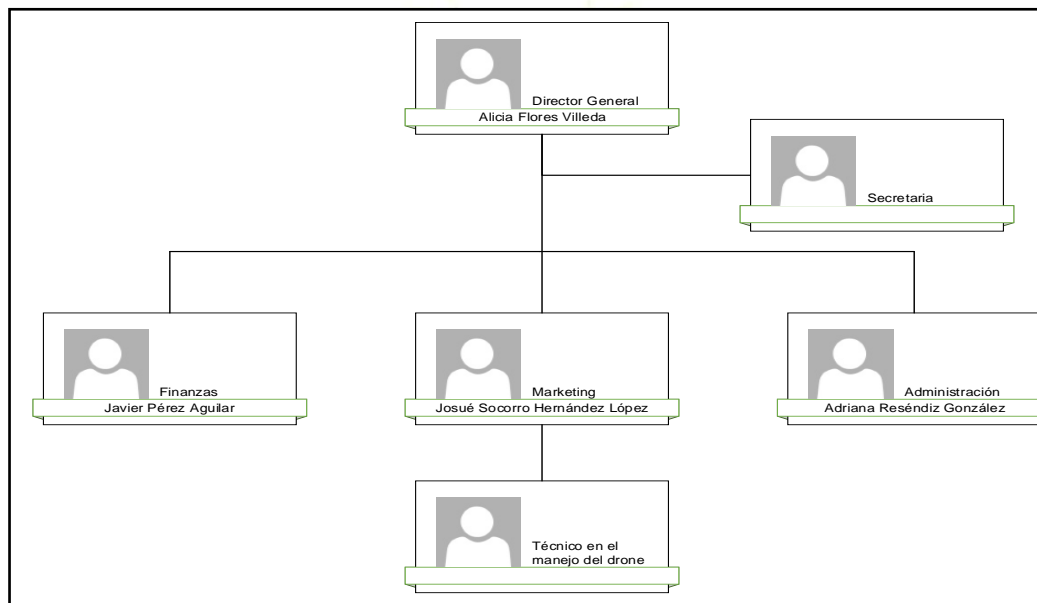 Director General
Alicia Flores Villeda
Secretaria
Finanzas
Javier Pérez Aguilar
Marketing
Josué Socorro Hernández López
Administración
Adriana Reséndiz González
Técnico en el
manejo del drone